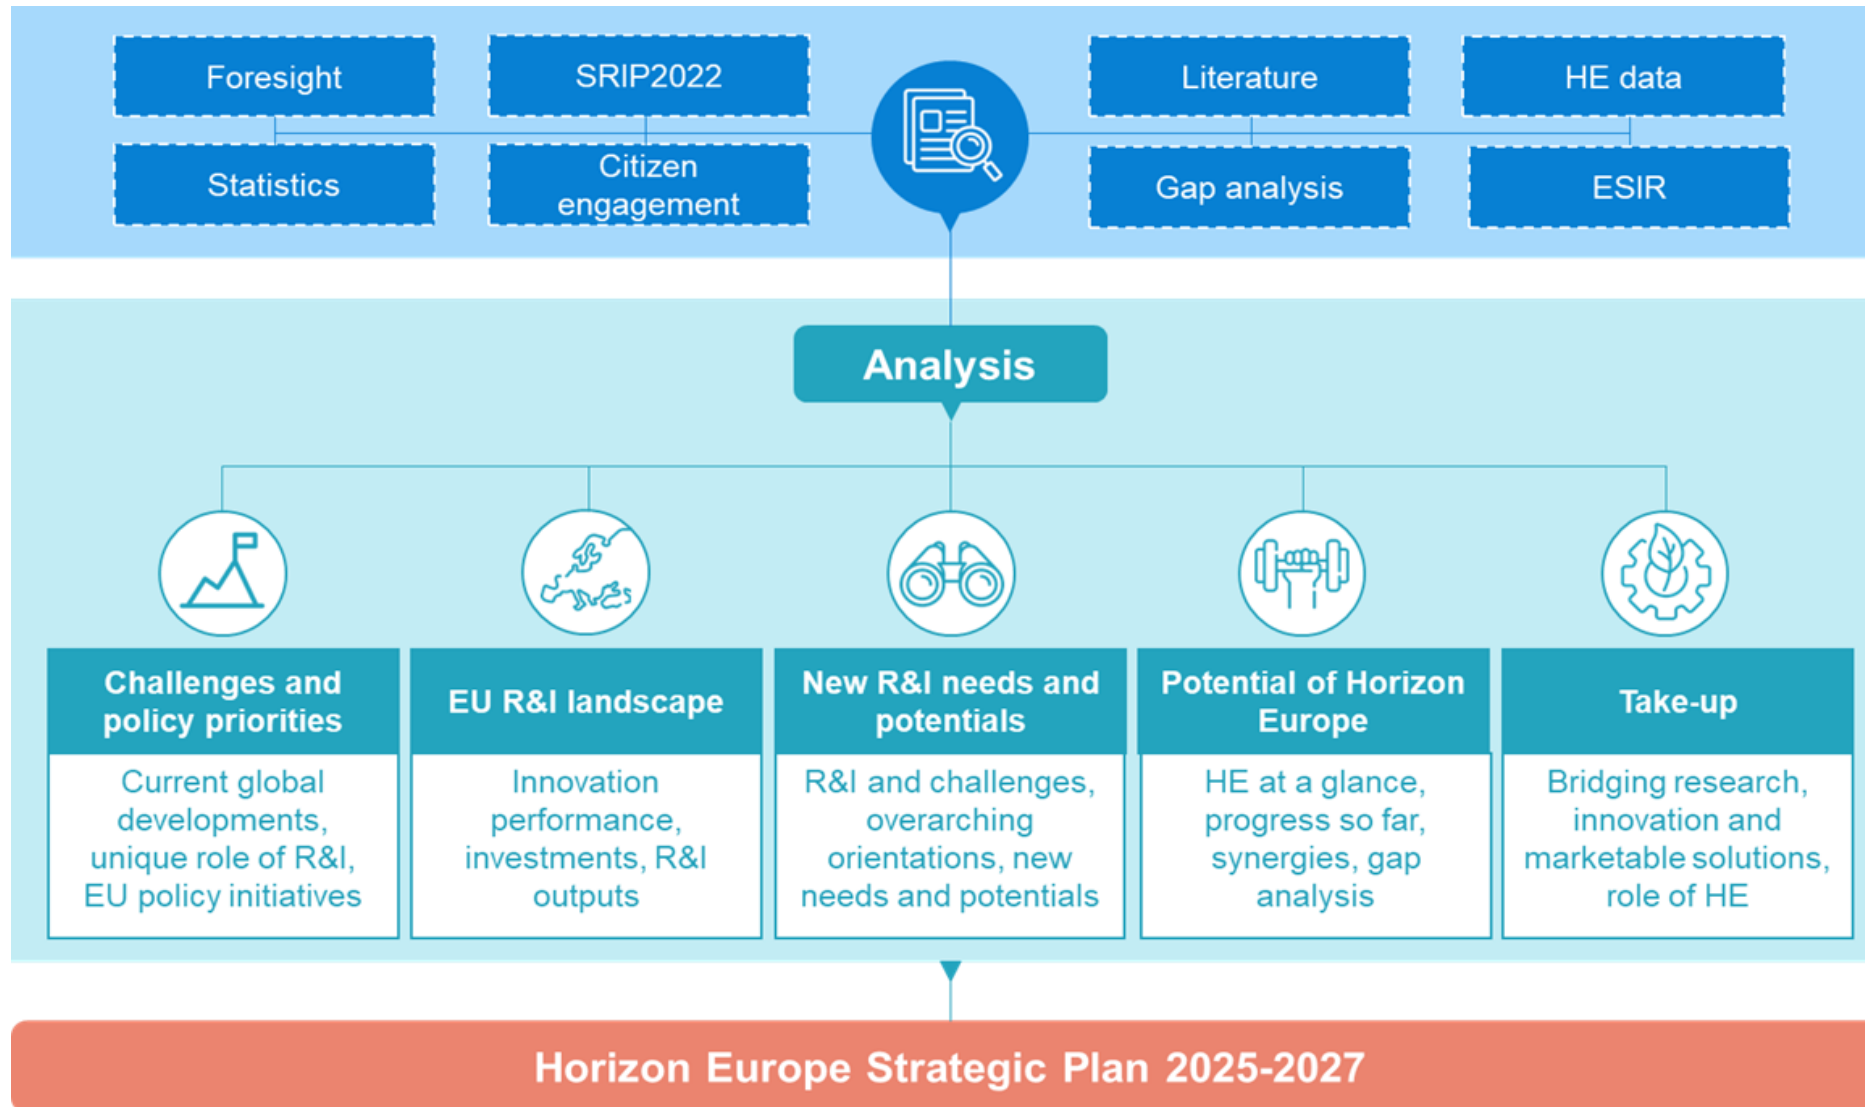 Foresight
SRIP2022
Literature
HE data
Statistics
Citizen
engagement
Gap analysis
ESIR
Analysis
Challenges and
policy priorities
Current global
developments,
unique role of R&I,
EU policy initiatives
EU R&I landscape
Innovation
performance,
investments, R&I
outputs
New R&I needs and
potentials
R&I and challenges,
overarching
orientations, new
needs and potentials
Potential of Horizon
Europe
HE at a glance,
progress so far,
synergies, gap
analysis
Take-up
Bridging research,
innovation and
marketable solutions,
role of HE
Horizon Europe Strategic Plan 2025-2027